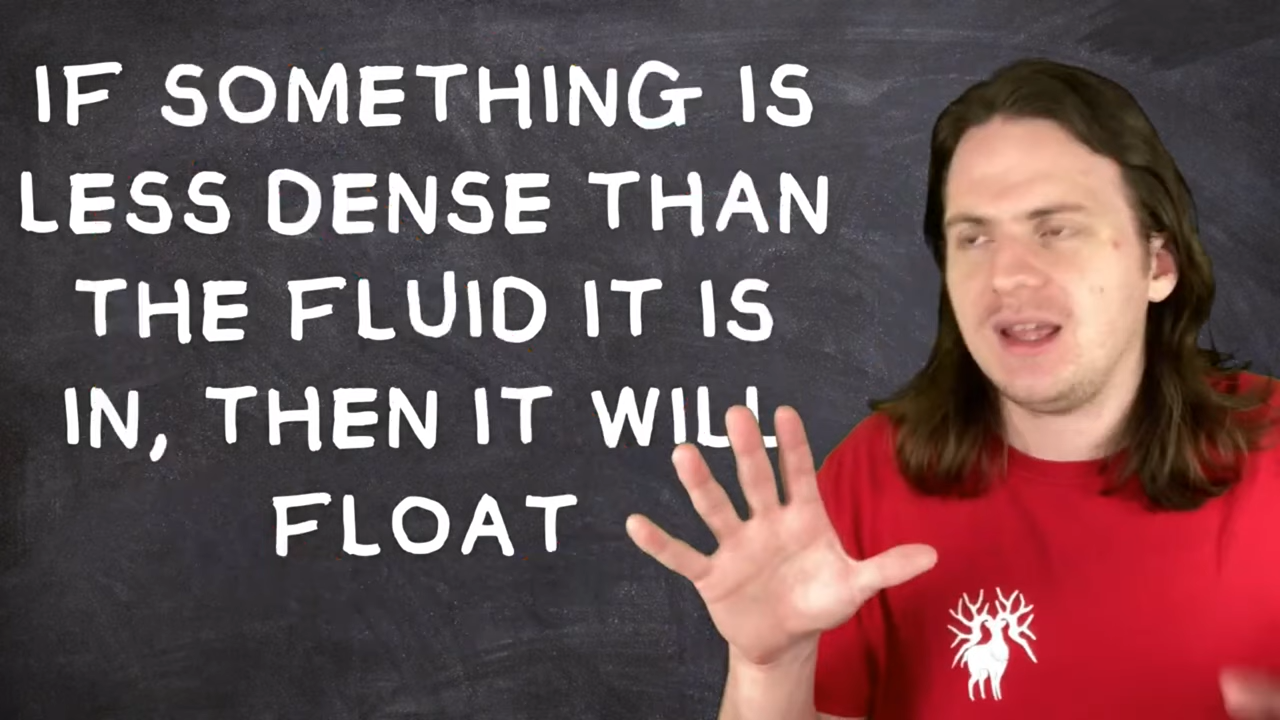 IF SOMETHING IS
LESS DENSE THAN
THE FLUID IT IS
IN, THEN IT WILL
FLOAT